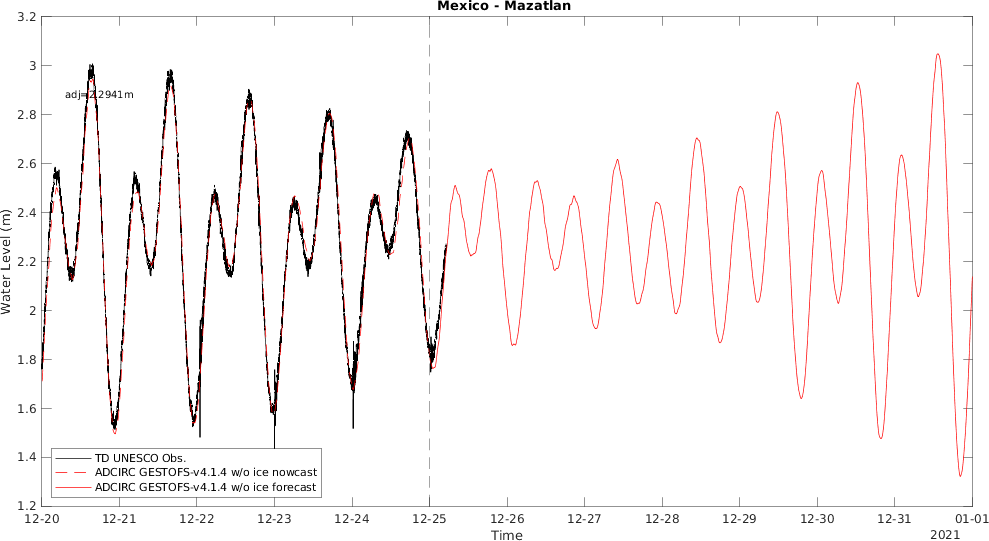 Mexico - Mazatlan
3.2
3
2.8
2.6
2.4
2.2
2
1.8
1.6
1.4
1.2
Water Level (m)
adj=2.2941m
TD UNESCO Obs.
ADCIRC GESTOFS-v4.1.4 w/o ice nowcast
ADCIRC GESTOFS-v4.1.4 w/o ice forecast
12-20 12-21 12-22 12-23 12-24 12-25 12-26 12-27 12-28 12-29 12-30 12-31 01-01
Time
2021